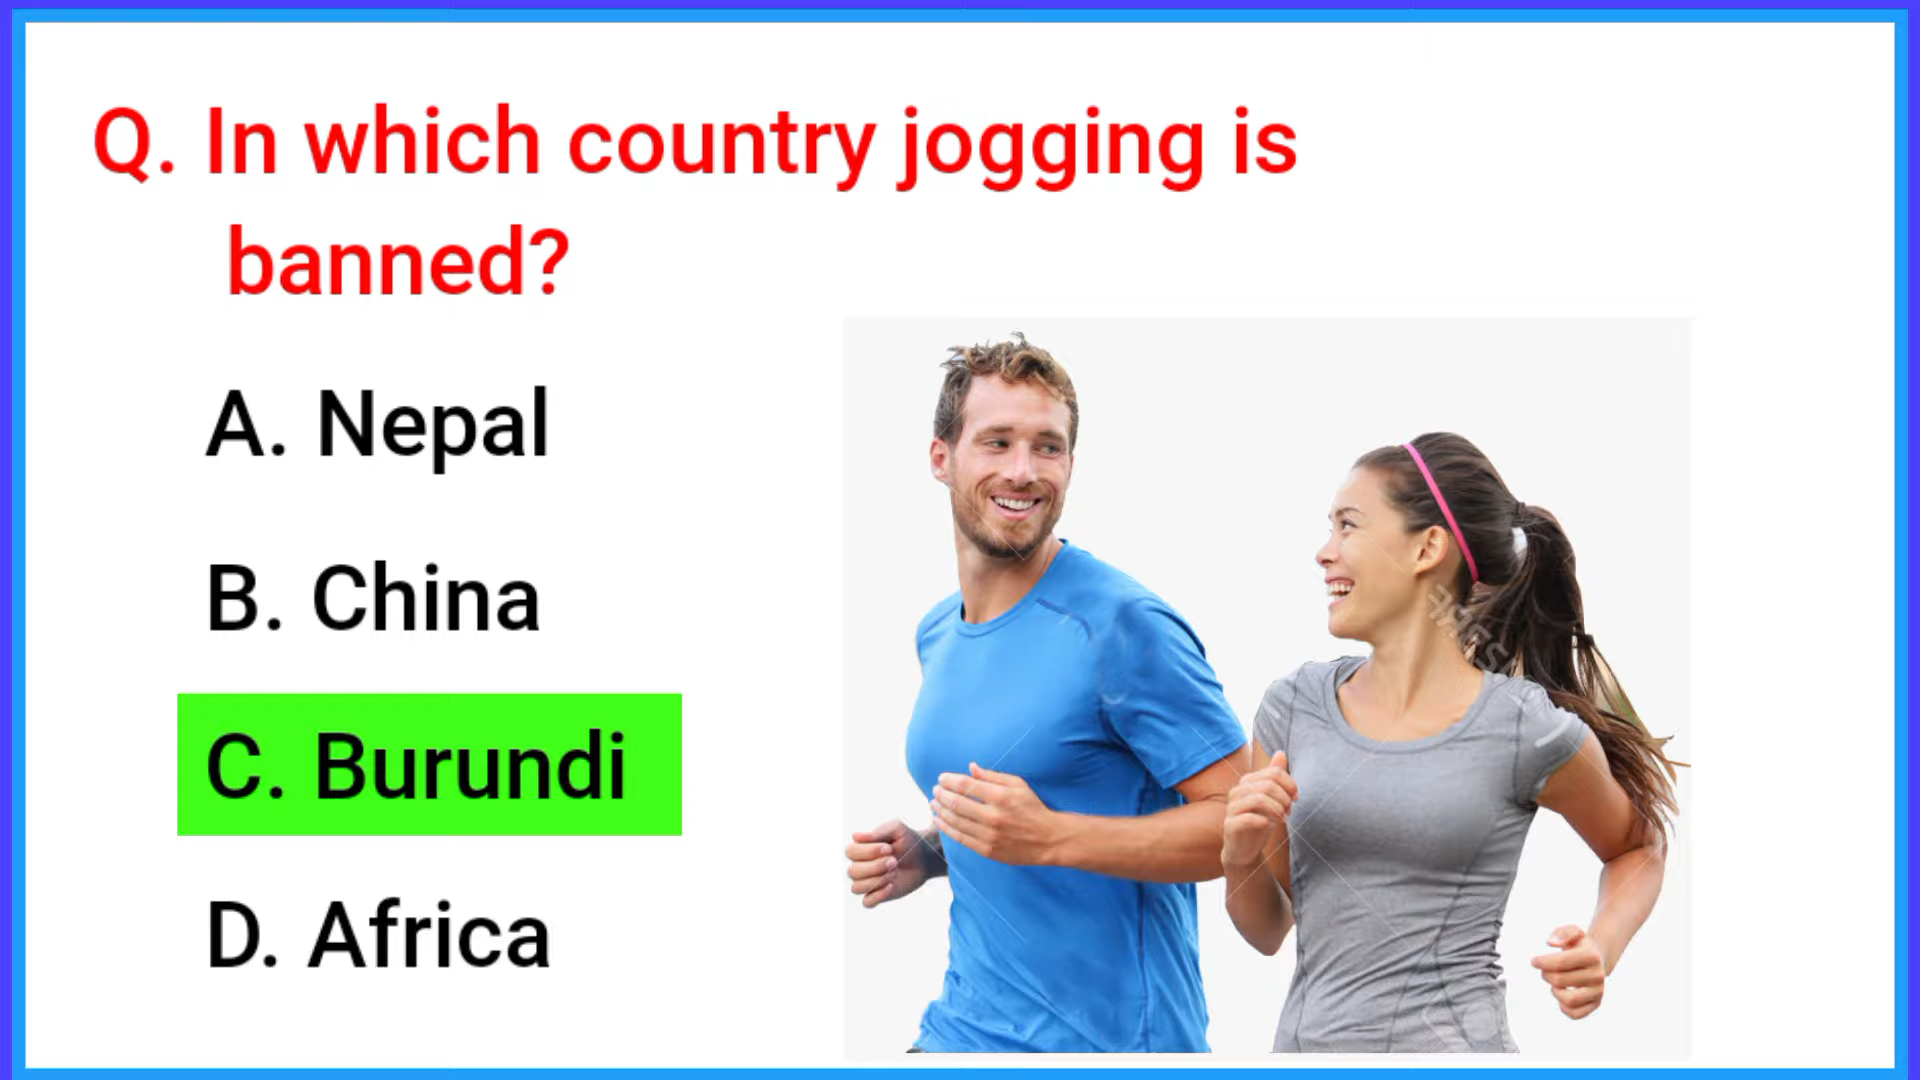 Q. In which country jogging is
banned?
A. Nepal
B. China
C. Burundi
D. Africa